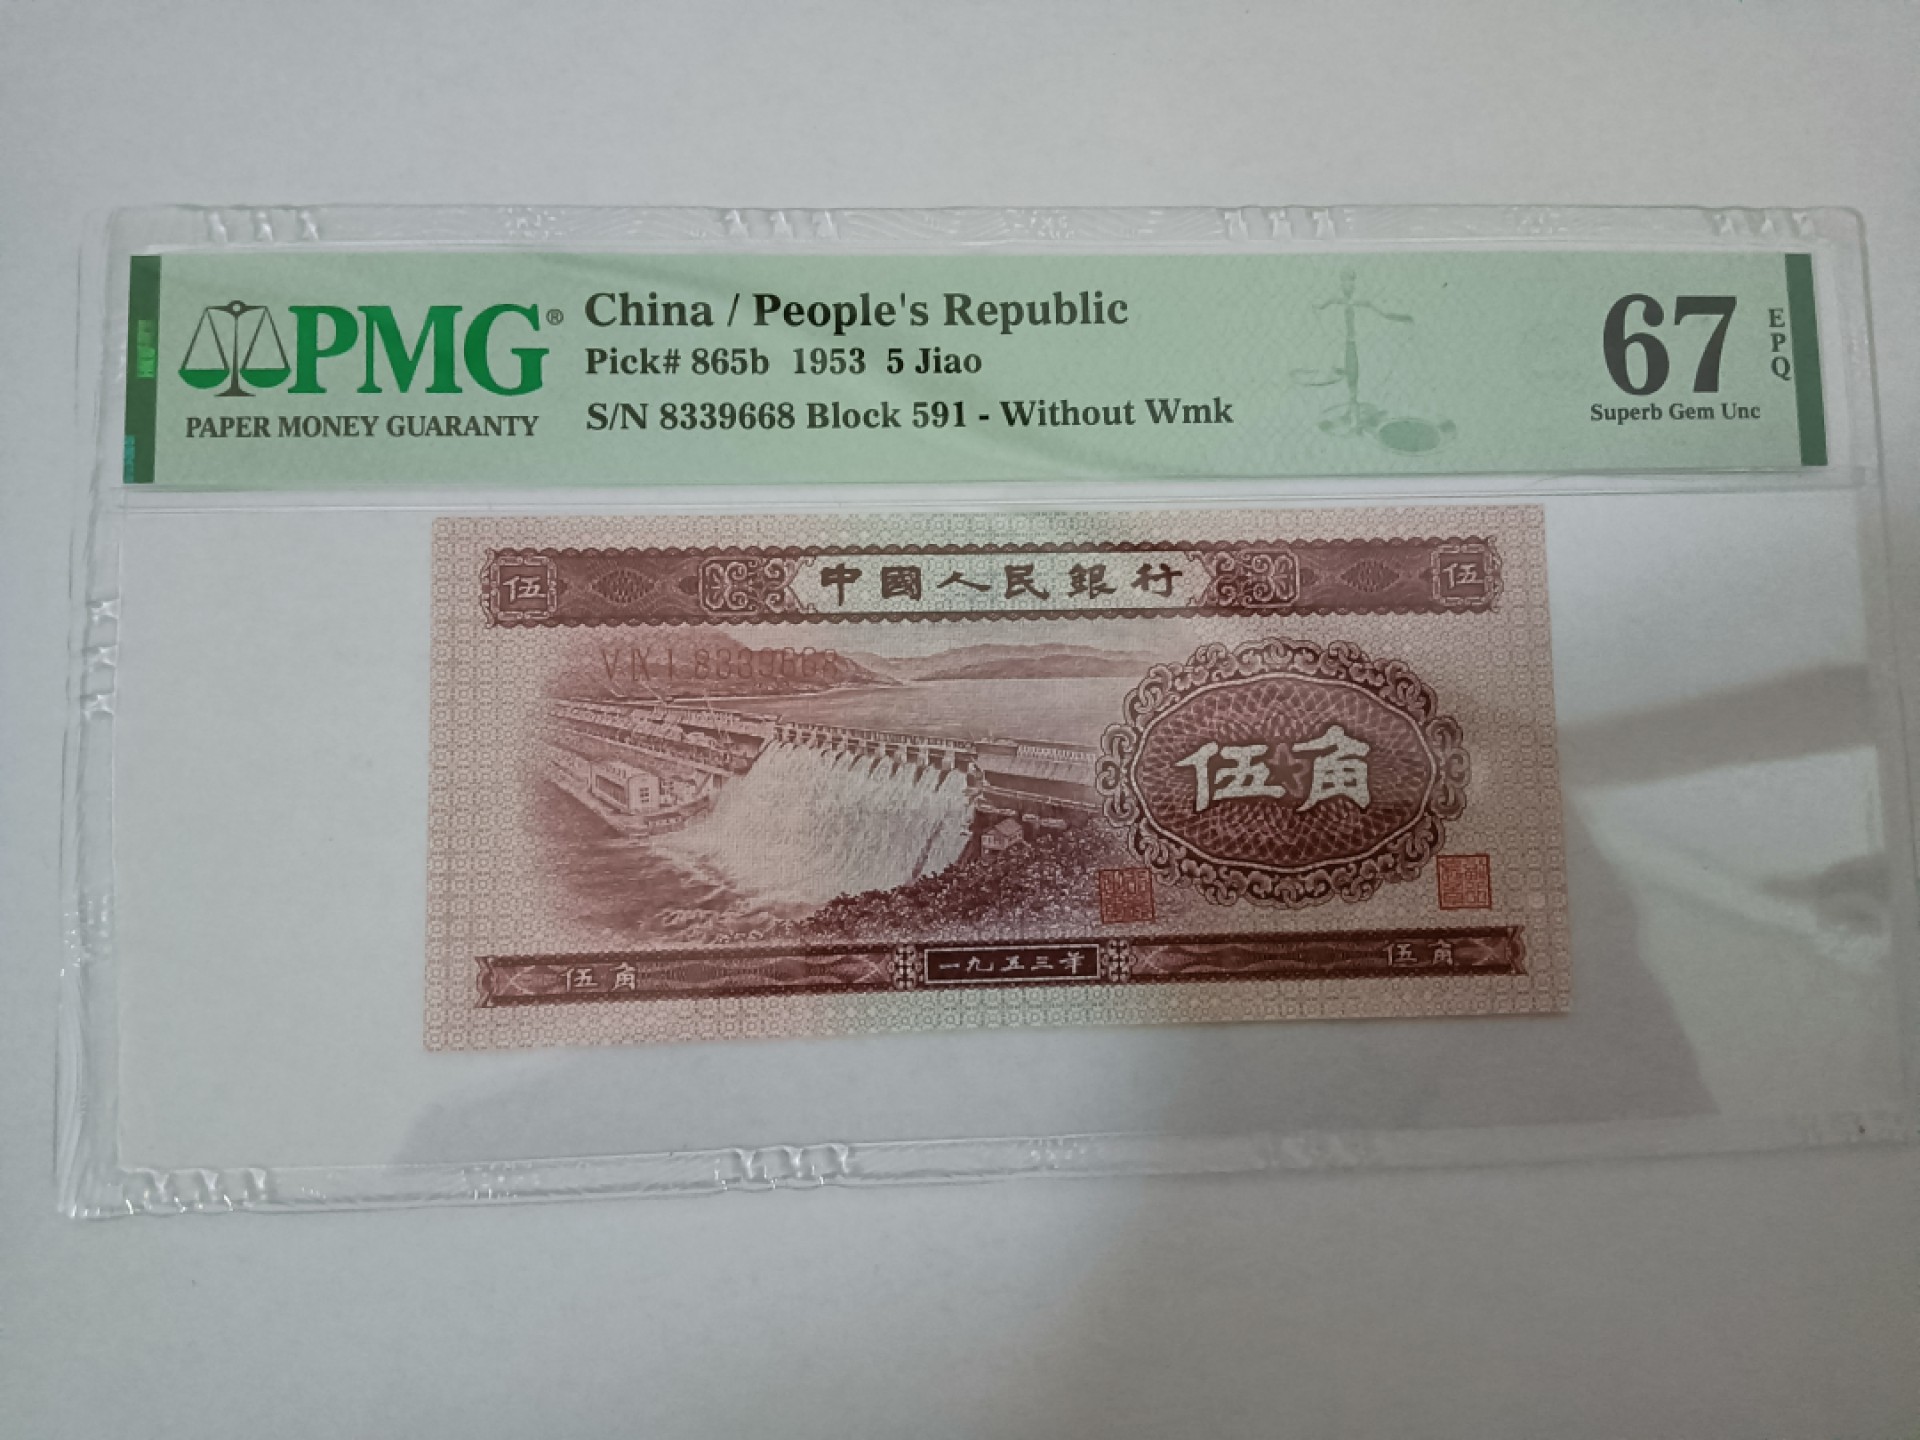 PMG®
PAPER MONEY GUARANTY
China / People's Republic
Pick# 865b 1953 5 Jiao
S/N 8339668 Block 591 - Without Wmk
67
EPQ
Superb Gem Unc
伍
中國人民銀行
伍
V IX I 8339668
伍角
伍角
一九五三年
伍角